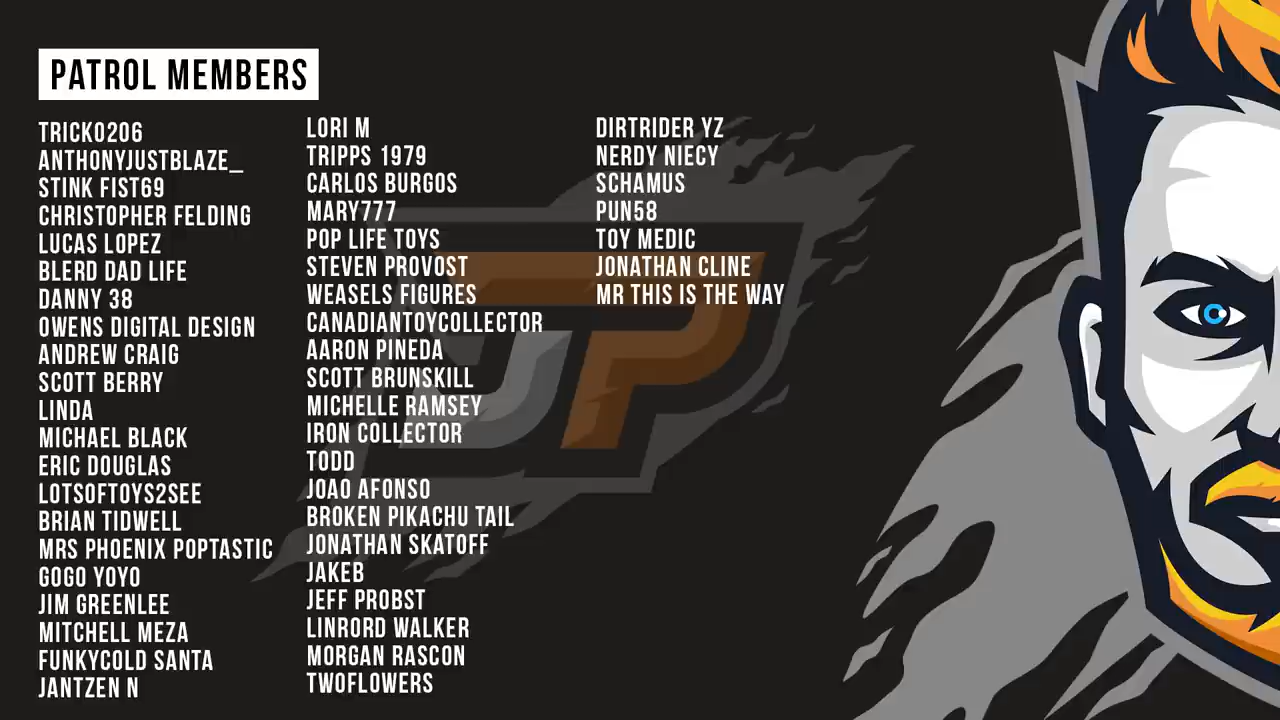 PATROL MEMBERS
TRICK0206
ANTHONYJUSTBLAZE_
STINK FIST69
CHRISTOPHER FELDING
LUCAS LOPEZ
BLERD DAD LIFE
DANNY 38
OWENS DIGITAL DESIGN
ANDREW CRAIG
SCOTT BERRY
LINDA
MICHAEL BLACK
ERIC DOUGLAS
LOTSOFTOYS2SEE
BRIAN TIDWELL
MRS PHOENIX POPTASTIC
GOGO YOYO
JIM GREENLEE
MITCHELL MEZA
FUNKYCOLD SANTA
JANTZEN N
LORI M
TRIPPS 1979
CARLOS BURGOS
MARY777
POP LIFE TOYS
STEVEN PROVOST
WEASELS FIGURES
CANADIANTOYCOLLECTOR
AARON PINEDA
SCOTT BRUNSKILL
MICHELLE RAMSEY
IRON COLLECTOR
TODD
JOAO AFONSO
BROKEN PIKACHU TAIL
JONATHAN SKATOFF
JAKEB
JEFF PROBST
LINRORD WALKER
MORGAN RASCON
TWOFLOWERS
DIRTRIDER YZ
NERDY NIECY
SCHAMUS
PUN58
TOY MEDIC
JONATHAN CLINE
MR THIS IS THE WAY
JP